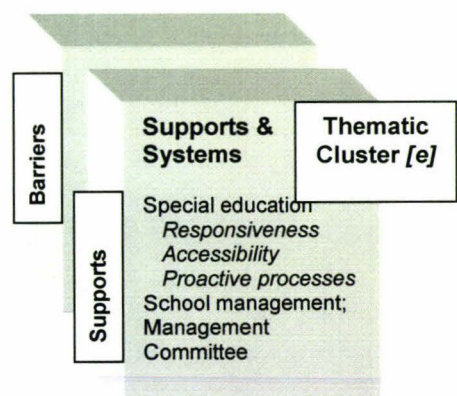 Barriers
Supports
Supports &
Systems
Thematic
Cluster [e]
Special education
Responsiveness
Accessibility
Proactive processes
School management;
Management
Committee